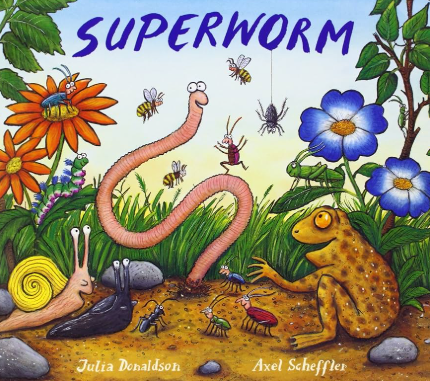 SUPERWORM
Julia Donaldson Axel Scheffler